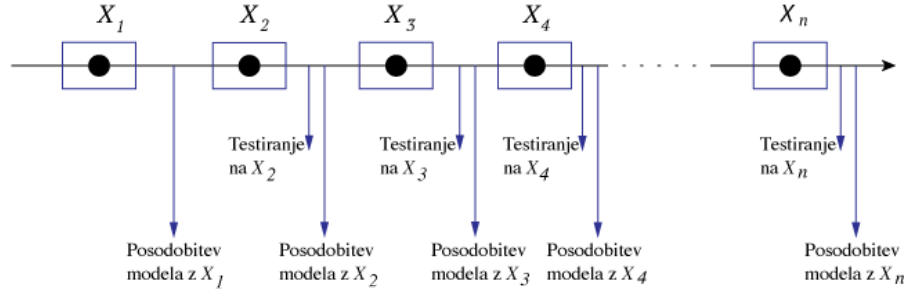 X1 X2 X3 X4 Xn
Testiranje
na X2
Testiranje
na X3
Testiranje
na X4
Testiranje
na Xn
Posodobitev
modela z X1
Posodobitev
modela z X2
Posodobitev
modela z X3
Posodobitev
modela z X4
Posodobitev
modela z Xn